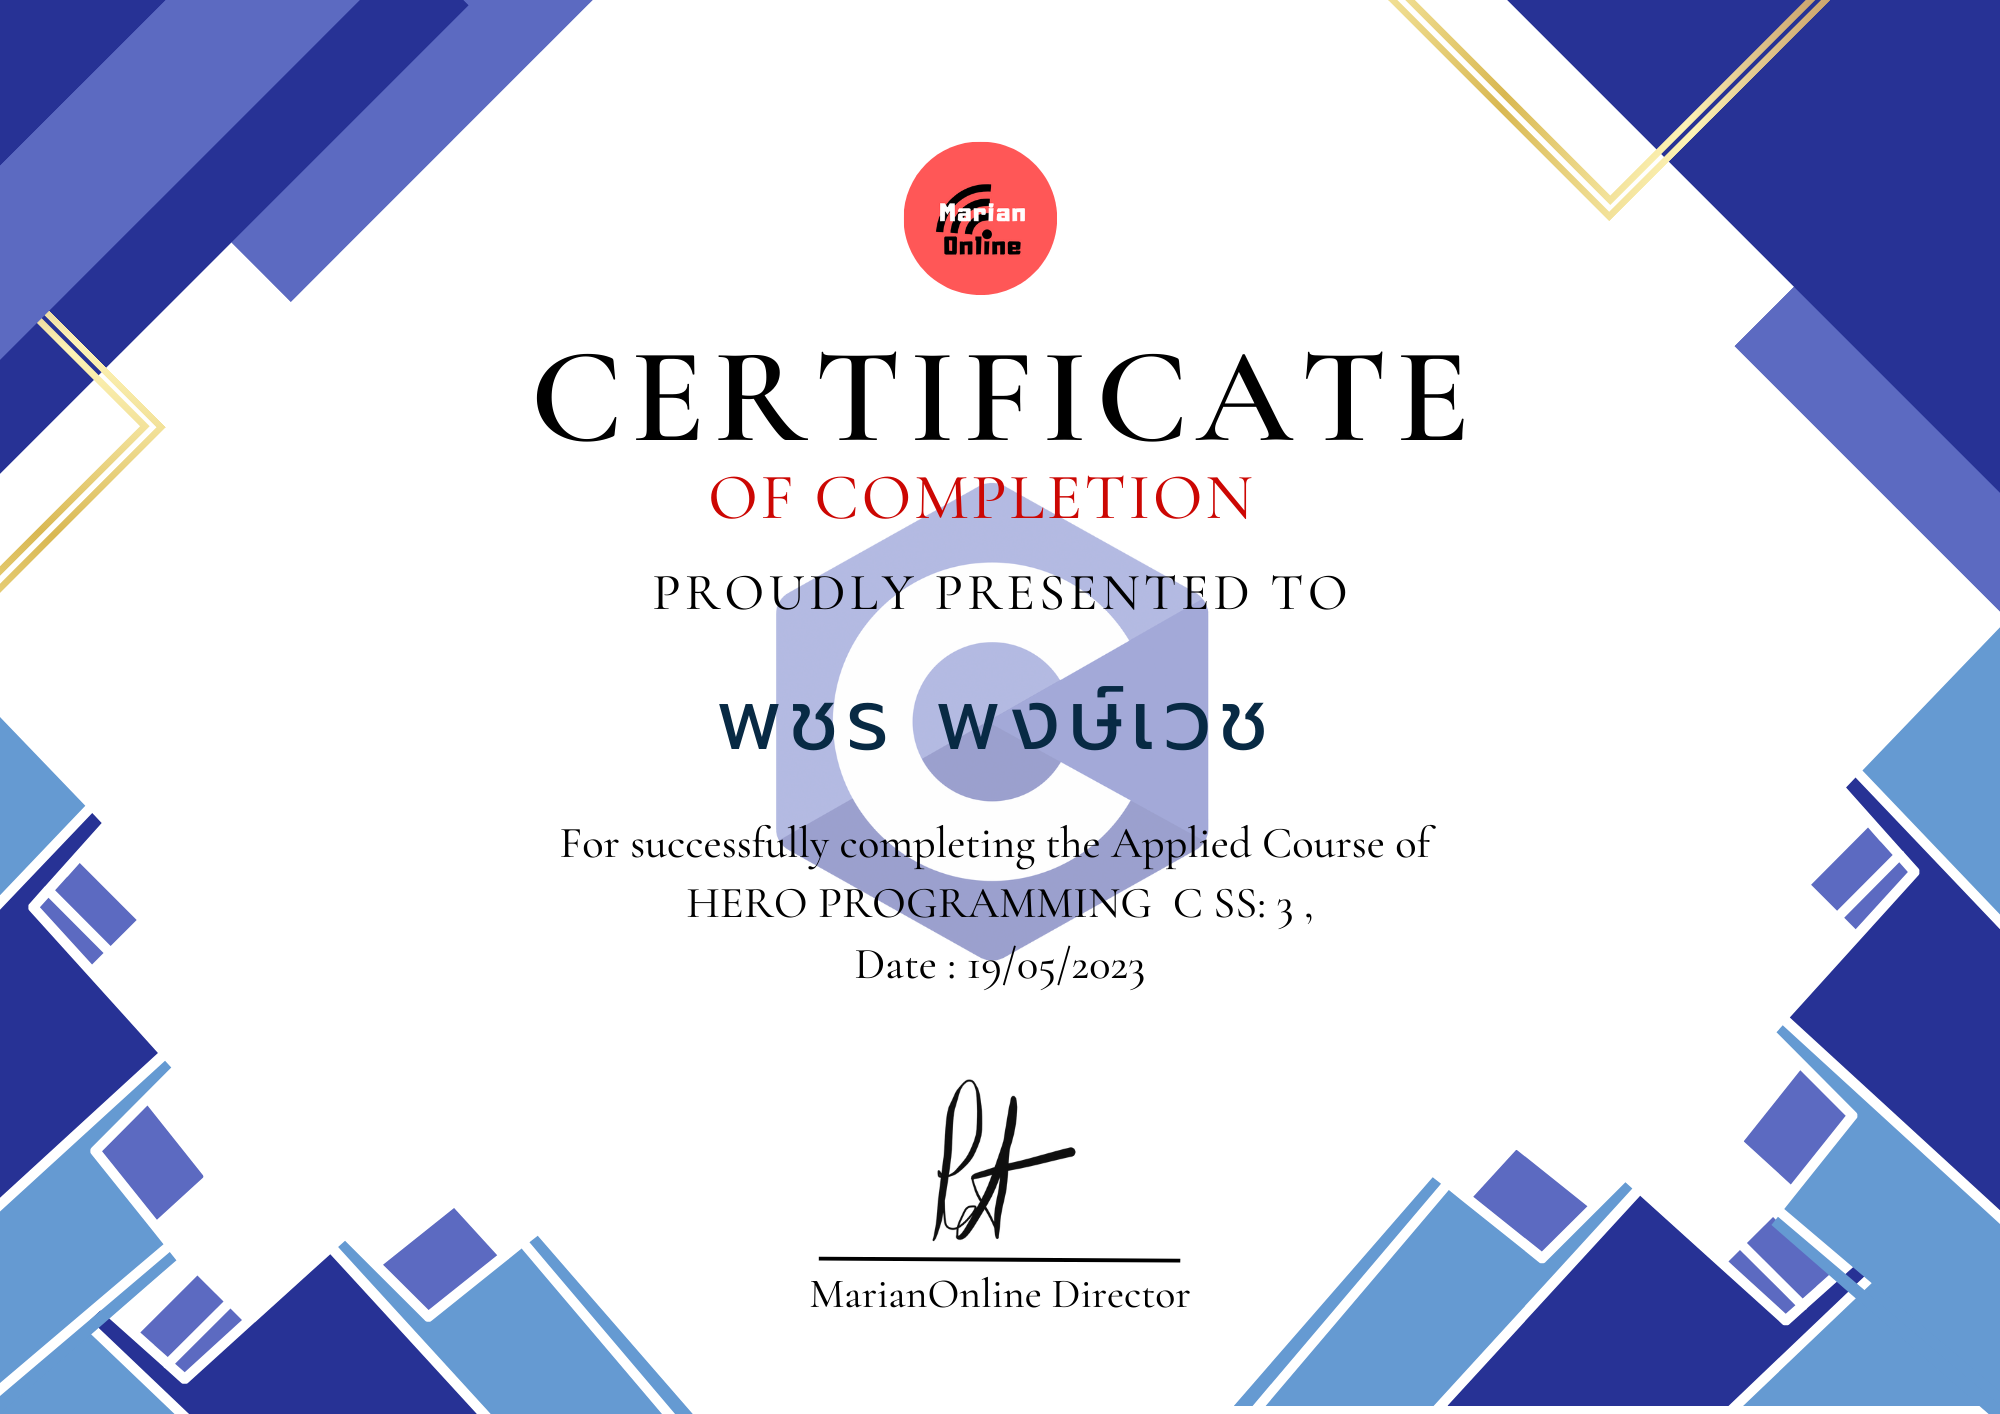 Marian
Online
CERTIFICATE
OF COMPLETION
PROUDLY PRESENTED TO
พชร พงษ์เวช
For successfully completing the Applied Course of
HERO PROGRAMMING C SS: 3 ,
Date : 19/05/2023
MarianOnline Director